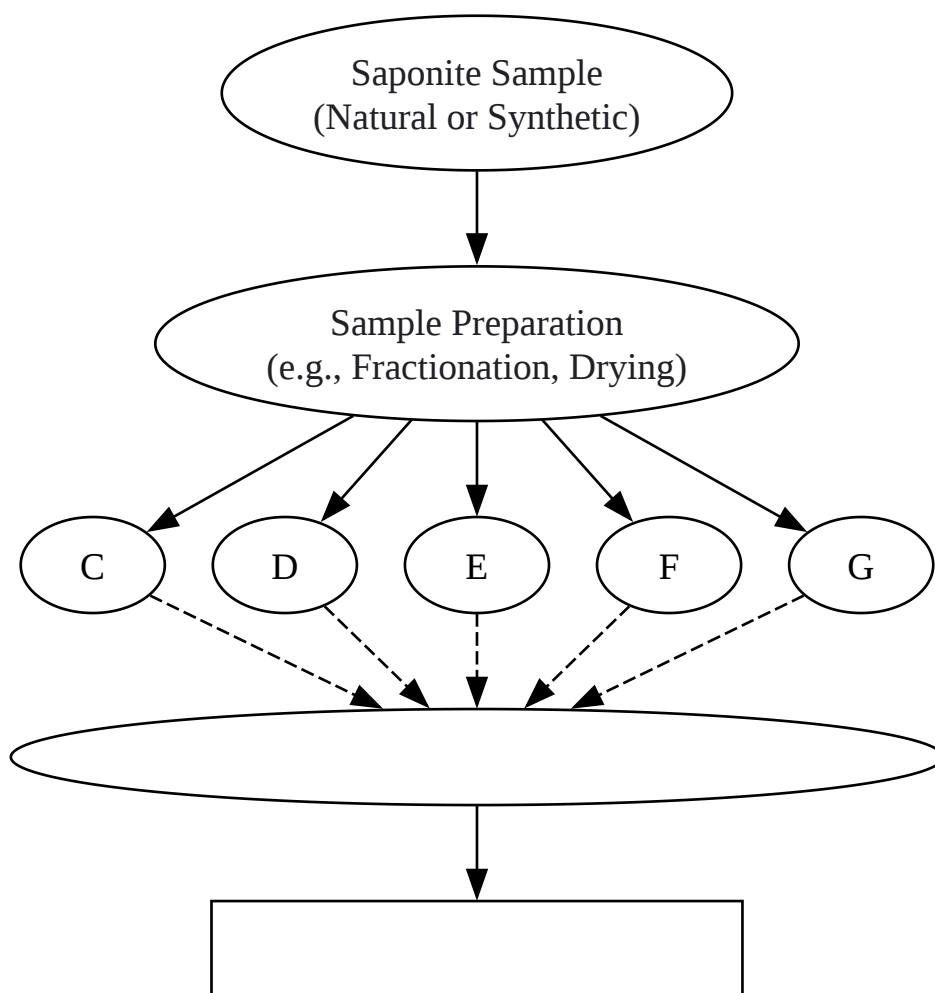 Saponite Sample
(Natural or Synthetic)
Sample Preparation
(e.g., Fractionation, Drying)
C
D
E
F
G